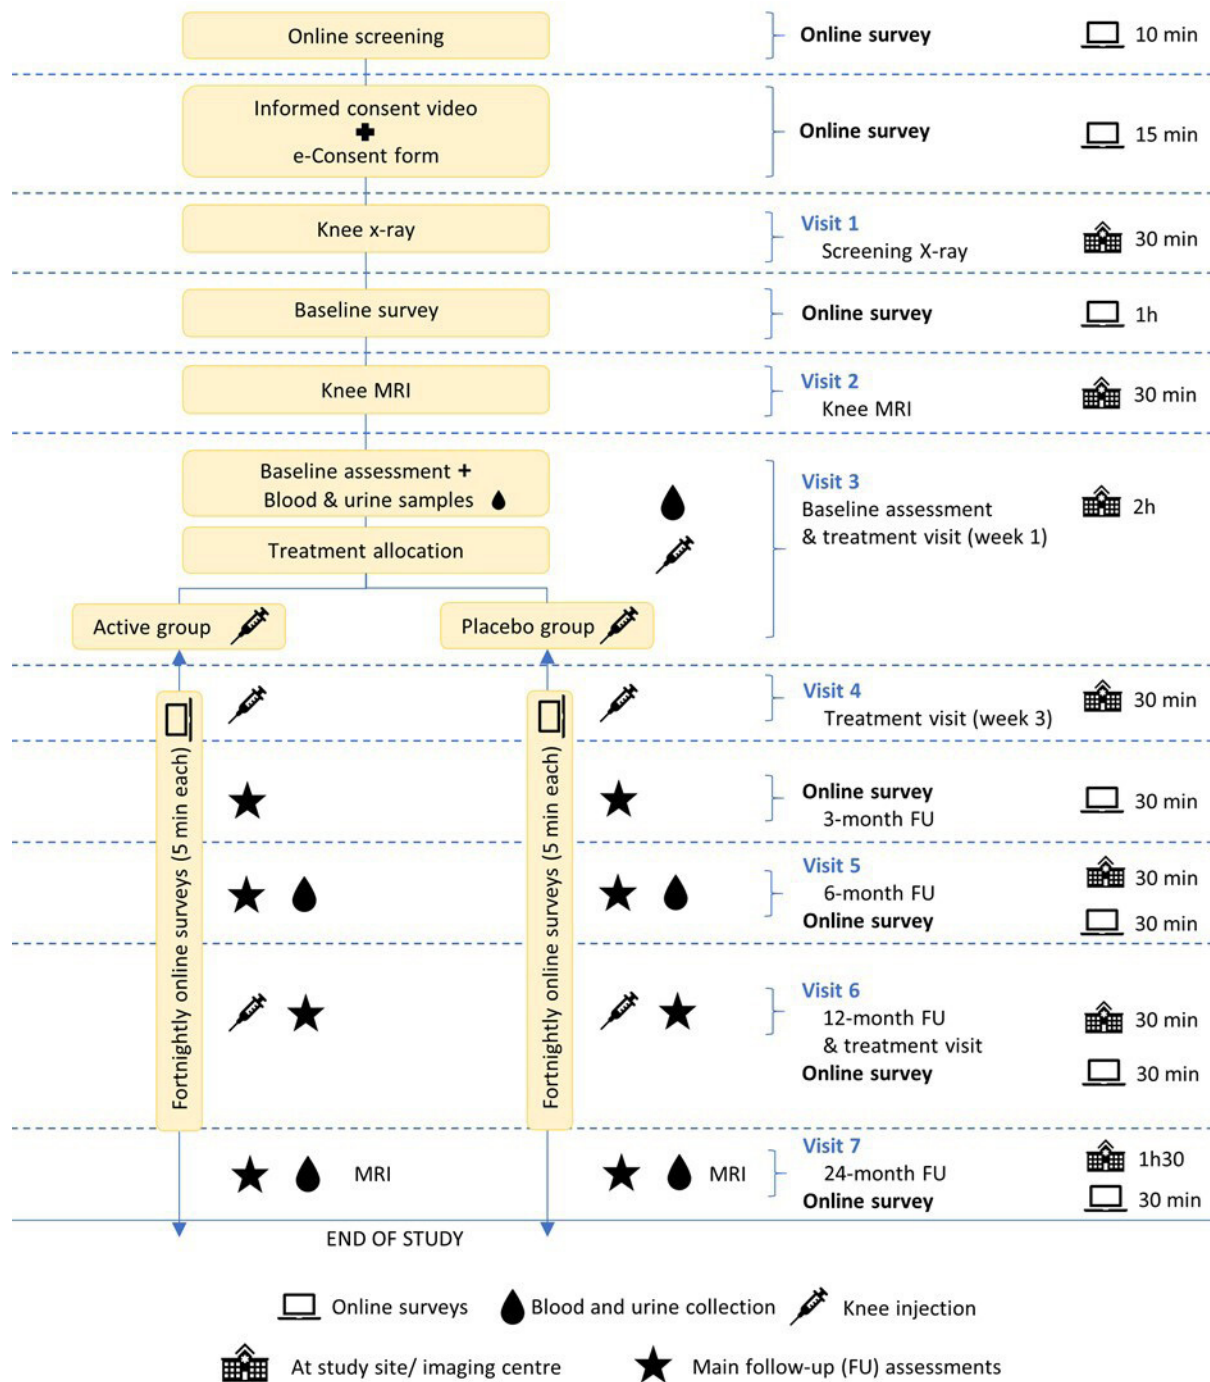 Online screening
Online survey
10 min
Informed consent video
e-Consent form
Online survey
15 min
Knee x-ray
Visit 1
Screening X-ray
30 min
Baseline survey
Online survey
1h
Knee MRI
Visit 2
Knee MRI
30 min
Baseline assessment +
Blood & urine samples
Treatment allocation
Visit 3
Baseline assessment
& treatment visit (week 1)
2h
Active group
Placebo group
Fortnightly online surveys (5 min each)
Fortnightly online surveys (5 min each)
Visit 4
Treatment visit (week 3)
30 min
Online survey
3-month FU
30 min
Visit 5
6-month FU
Online survey
30 min
30 min
Visit 6
12-month FU
& treatment visit
Online survey
30 min
30 min
MRI
MRI
Visit 7
24-month FU
Online survey
1h30
30 min
END OF STUDY
Online surveys
Blood and urine collection
Knee injection
At study site/ imaging centre
Main follow-up (FU) assessments